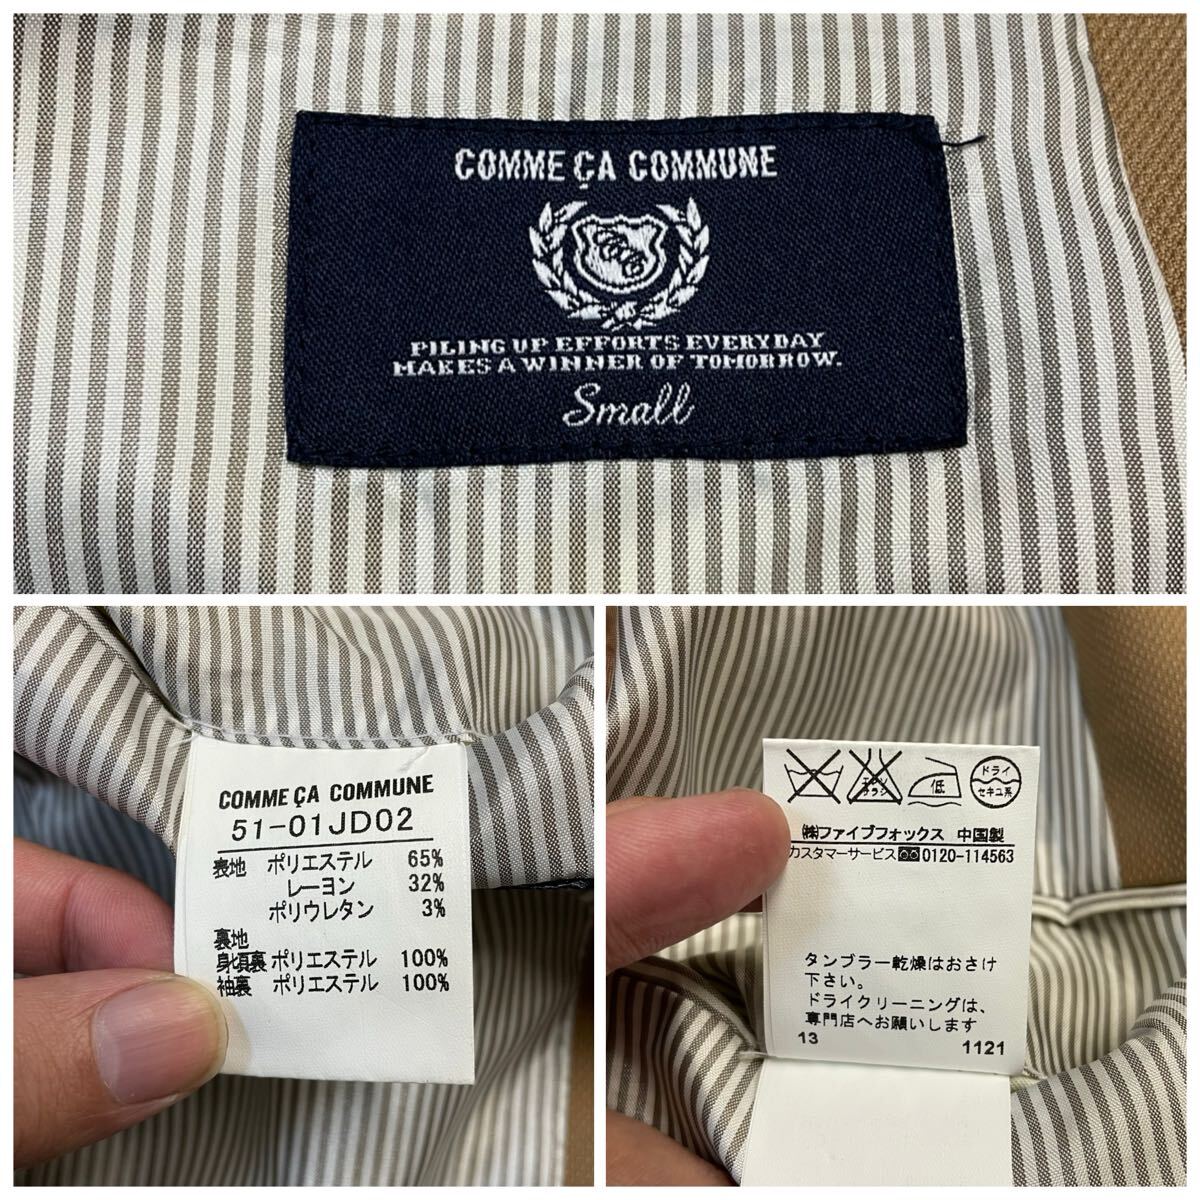 COMME ÇA COMMUNE
PILING UP EFFORTS EVERYDAY
MAKES A WINNER OF TOMORROW.
Small
COMME ÇA COMMUNE
51-01JD02
表地 ポリエステル 65%
レーヨン 32%
ポリウレタン 3%
裏地
身頃裏 ポリエステル 100%
袖裏 ポリエステル 100%
エンソ
サラシ
低
ドライ
セキユ系
㈱ファイブフォックス 中国製
カスタマーサービス 0120-114563
タンブラー乾燥はおさけ
下さい。
ドライクリーニングは、
専門店へお願いします
13 1121